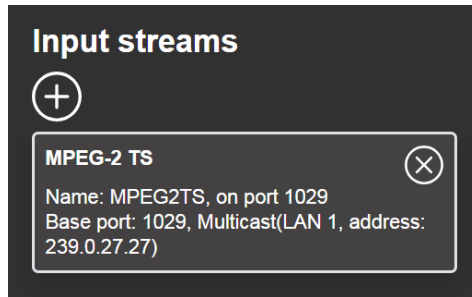 Input streams
MPEG-2 TS
Name: MPEG2TS, on port 1029
Base port: 1029, Multicast(LAN 1, address:
239.0.27.27)